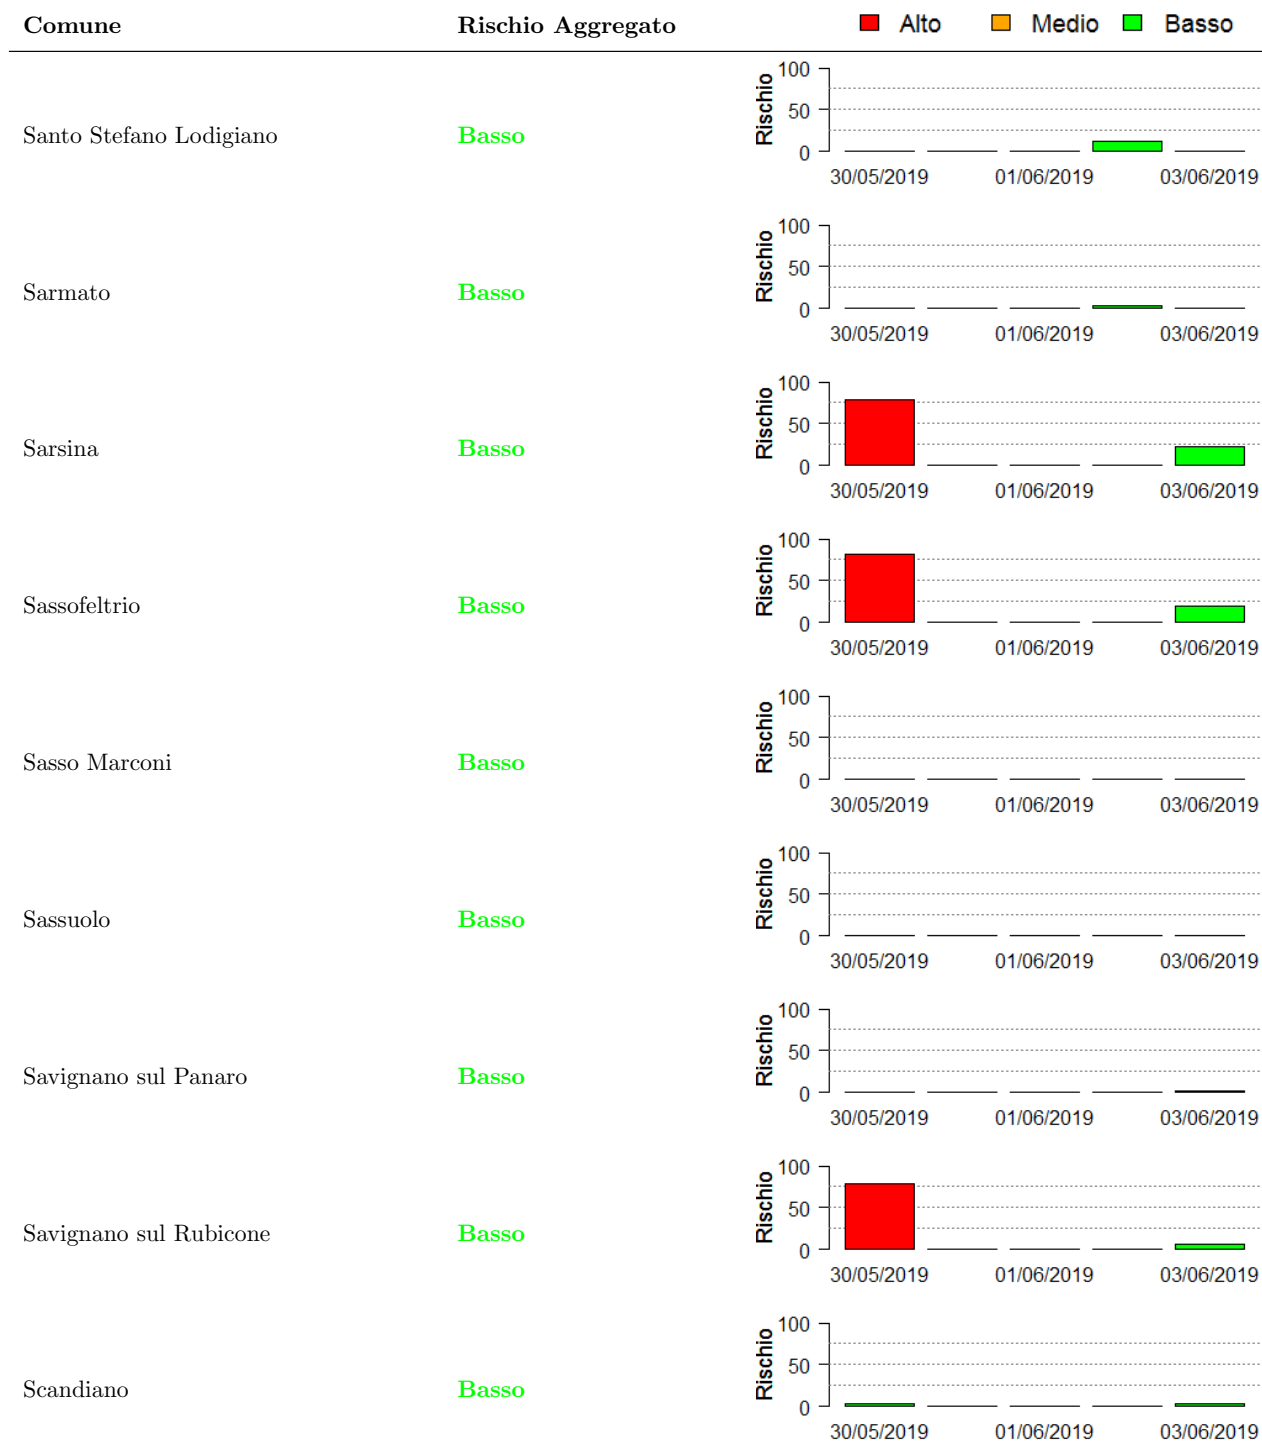 Comune Rischio Aggregato Alto Medio Basso
100
50
0
Rischio
Santo Stefano Lodigiano Basso
30/05/2019 01/06/2019 03/06/2019
100
50
0
Rischio
Sarmato Basso
30/05/2019 01/06/2019 03/06/2019
100
50
0
Rischio
Sarsina Basso
30/05/2019 01/06/2019 03/06/2019
100
50
0
Rischio
Sassofeltrio Basso
30/05/2019 01/06/2019 03/06/2019
100
50
0
Rischio
Sasso Marconi Basso
30/05/2019 01/06/2019 03/06/2019
100
50
0
Rischio
Sassuolo Basso
30/05/2019 01/06/2019 03/06/2019
100
50
0
Rischio
Savignano sul Panaro Basso
30/05/2019 01/06/2019 03/06/2019
100
50
0
Rischio
Savignano sul Rubicone Basso
30/05/2019 01/06/2019 03/06/2019
100
50
0
Rischio
Scandiano Basso
30/05/2019 01/06/2019 03/06/2019